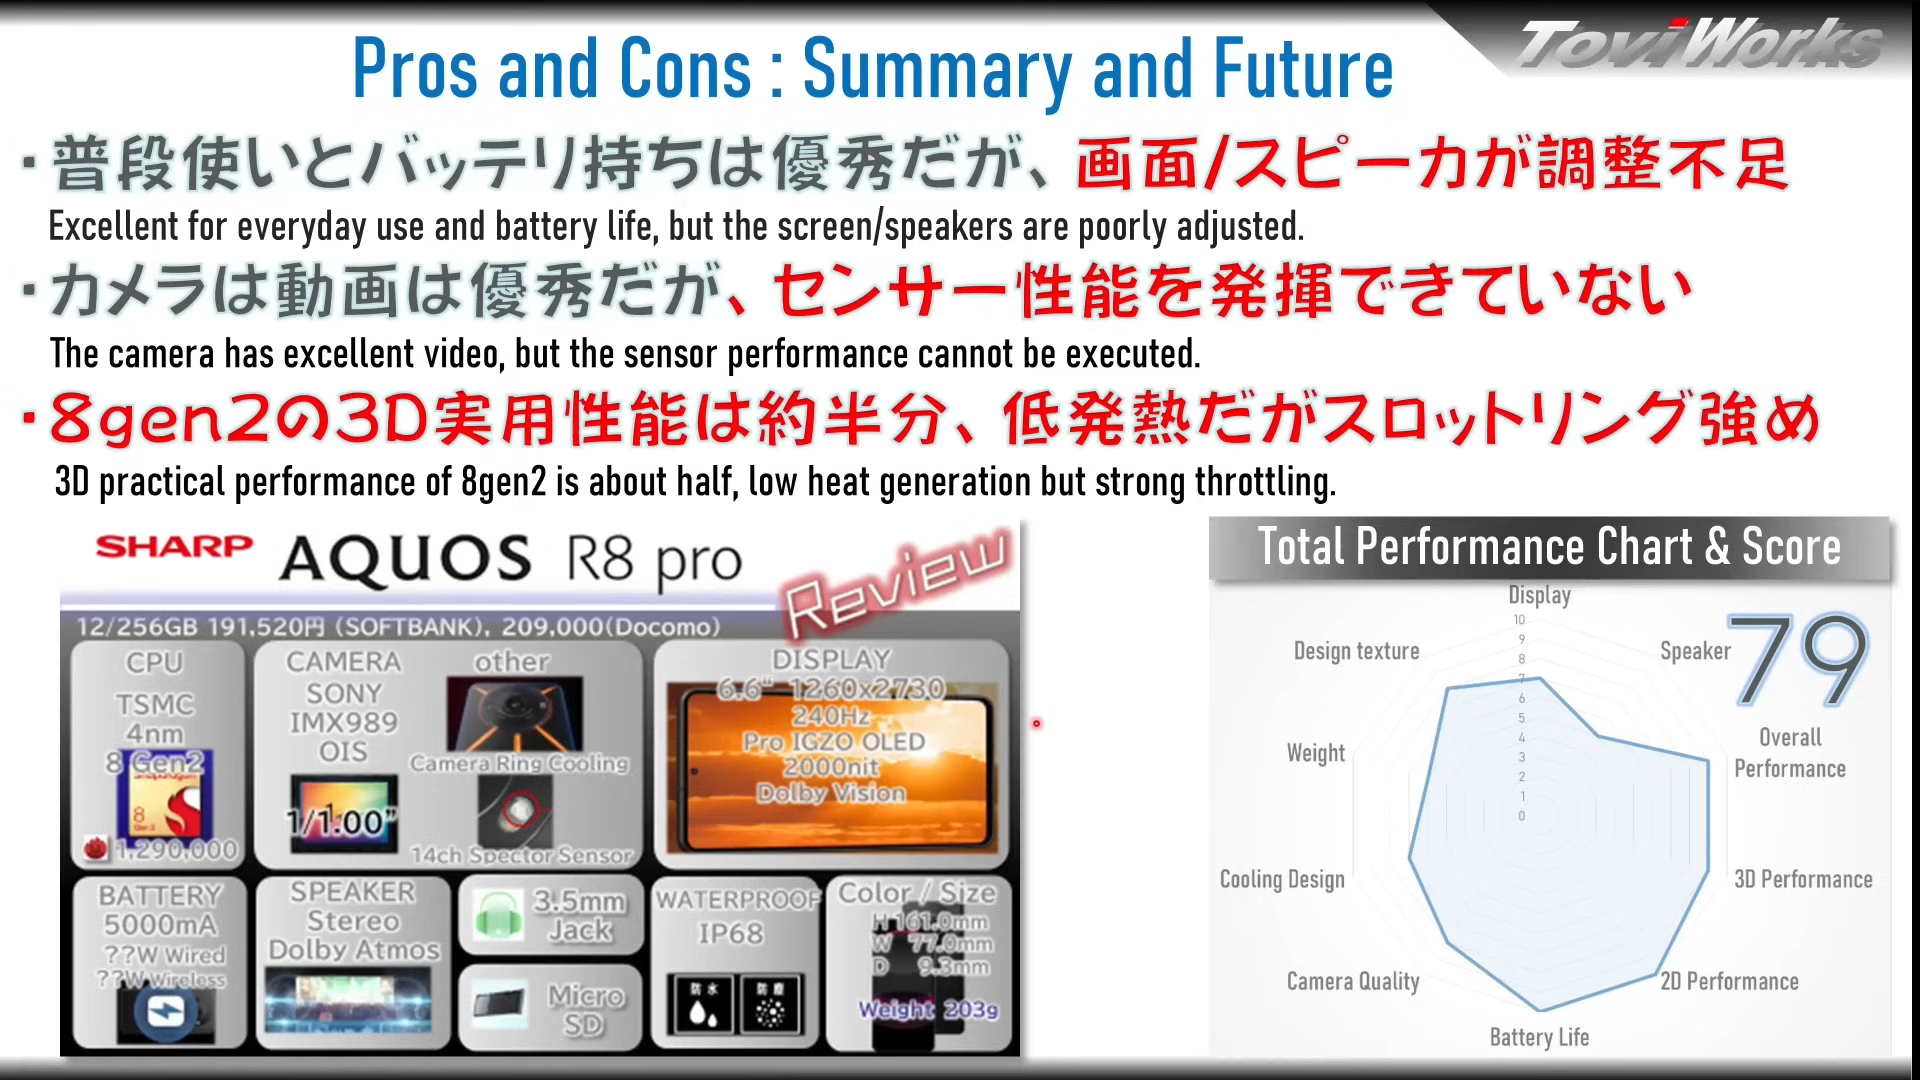 ToviWorks
Pros and Cons : Summary and Future
・普段使いとバッテリ持ちは優秀だが、画面/スピーカが調整不足
Excellent for everyday use and battery life, but the screen/speakers are poorly adjusted.
・カメラは動画は優秀だが、センサー性能を発揮できていない
The camera has excellent video, but the sensor performance cannot be executed.
・8gen2の3D実用性能は約半分、低発熱だがスロットリング強め
3D practical performance of 8gen2 is about half, low heat generation but strong throttling.
SHARP AQUOS R8 pro
Review
12/256GB 191,520円 (SOFTBANK), 209,000(Docomo)
CPU
TSMC
4nm
8 Gen2
8
1,290,000
CAMERA
SONY
IMX989
OIS
1/1.00"
other
Camera Ring Cooling
14ch Spector Sensor
DISPLAY
6.6" 1260x2730
240Hz
Pro IGZO OLED
2000nit
Dolby Vision
BATTERY
5000mA
??W Wired
??W Wireless
SPEAKER
Stereo
Dolby Atmos
3.5mm
Jack
Micro
SD
WATERPROOF
IP68
防水
防塵
Color / Size
H 161.0mm
W 77.0mm
D 9.3mm
Weight 203g
Total Performance Chart & Score
79
Display
Speaker
Overall
Performance
3D Performance
2D Performance
Battery Life
Camera Quality
Cooling Design
Weight
Design texture
10
9
8
7
6
5
4
3
2
1
0